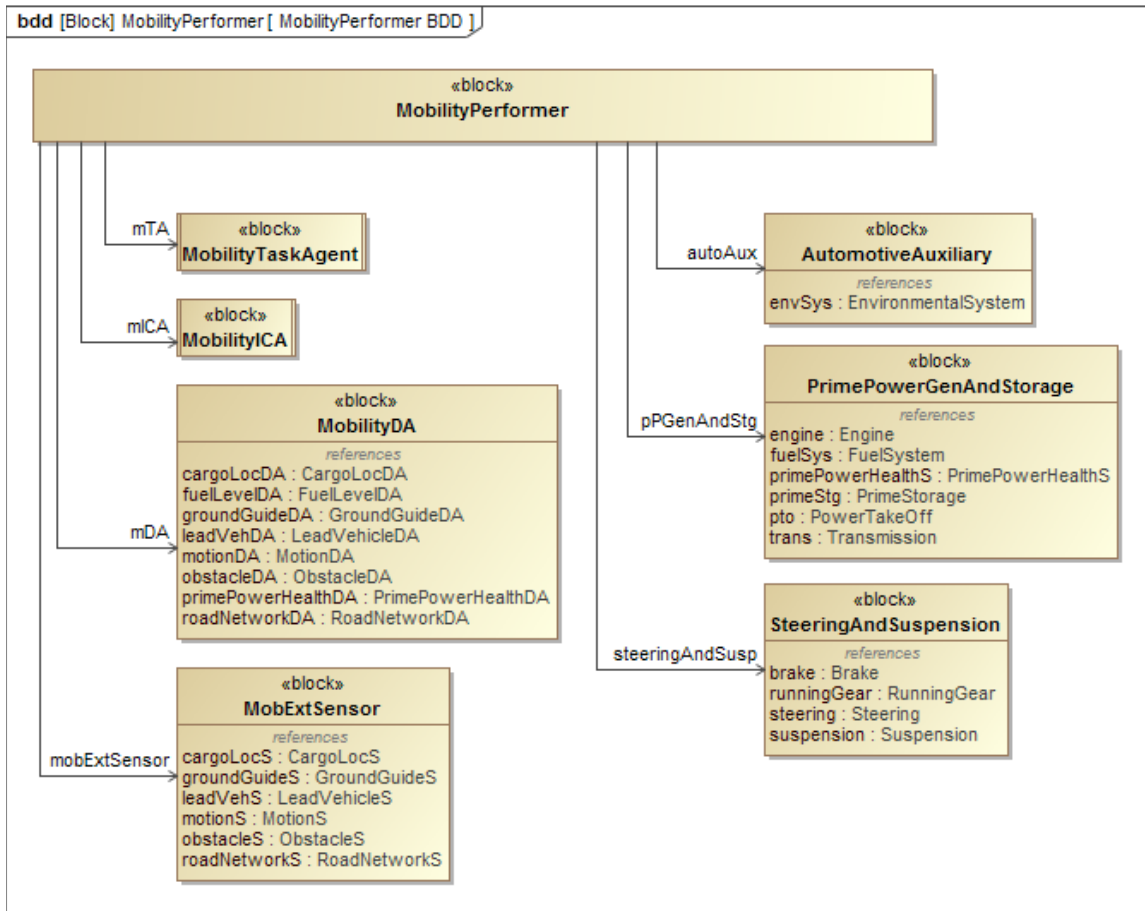 bdd [Block] MobilityPerformer[ MobilityPerformer BDD ]
«block»
MobilityPerformer
mTA
«block»
MobilityTaskAgent
mICA
«block»
MobilityICA
mDA
«block»
MobilityDA
references
cargoLocDA : CargoLocDA
fuelLevelDA : FuelLevelDA
groundGuideDA : GroundGuideDA
leadVehDA : LeadVehicleDA
motionDA : MotionDA
obstacleDA : ObstacleDA
primePowerHealthDA : PrimePowerHealthDA
roadNetworkDA : RoadNetworkDA
mobExtSensor
«block»
MobExtSensor
references
cargoLocS : CargoLocS
groundGuideS : GroundGuideS
leadVehS : LeadVehicleS
motionS : MotionS
obstacleS : ObstacleS
roadNetworkS : RoadNetworkS
autoAux
«block»
AutomotiveAuxiliary
references
envSys : EnvironmentalSystem
pPGenAndStg
«block»
PrimePowerGenAndStorage
references
engine : Engine
fuelSys : FuelSystem
primePowerHealthS : PrimePowerHealthS
primeStg : PrimeStorage
pto : PowerTakeOff
trans : Transmission
steeringAndSusp
«block»
SteeringAndSuspension
references
brake : Brake
runningGear : RunningGear
steering : Steering
suspension : Suspension